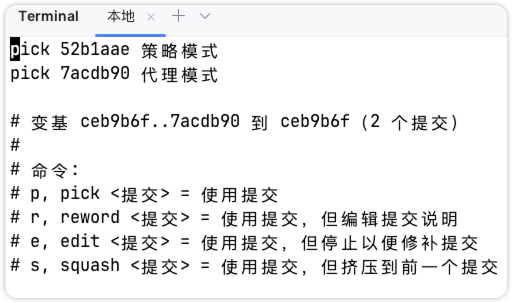 Terminal 本地
pick 52b1aae 策略模式
pick 7acdb90 代理模式
# 变基 ceb9b6f..7acdb90 到 ceb9b6f（2 个提交）
#
# 命令：
# p, pick <提交> = 使用提交
# r, reword <提交> = 使用提交，但编辑提交说明
# e, edit <提交> = 使用提交，但停止以便修补提交
# s, squash <提交> = 使用提交，但挤压到前一个提交